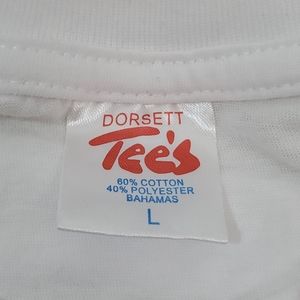 DORSETT
Tee's
60% COTTON
40% POLYESTER
BAHAMAS
L